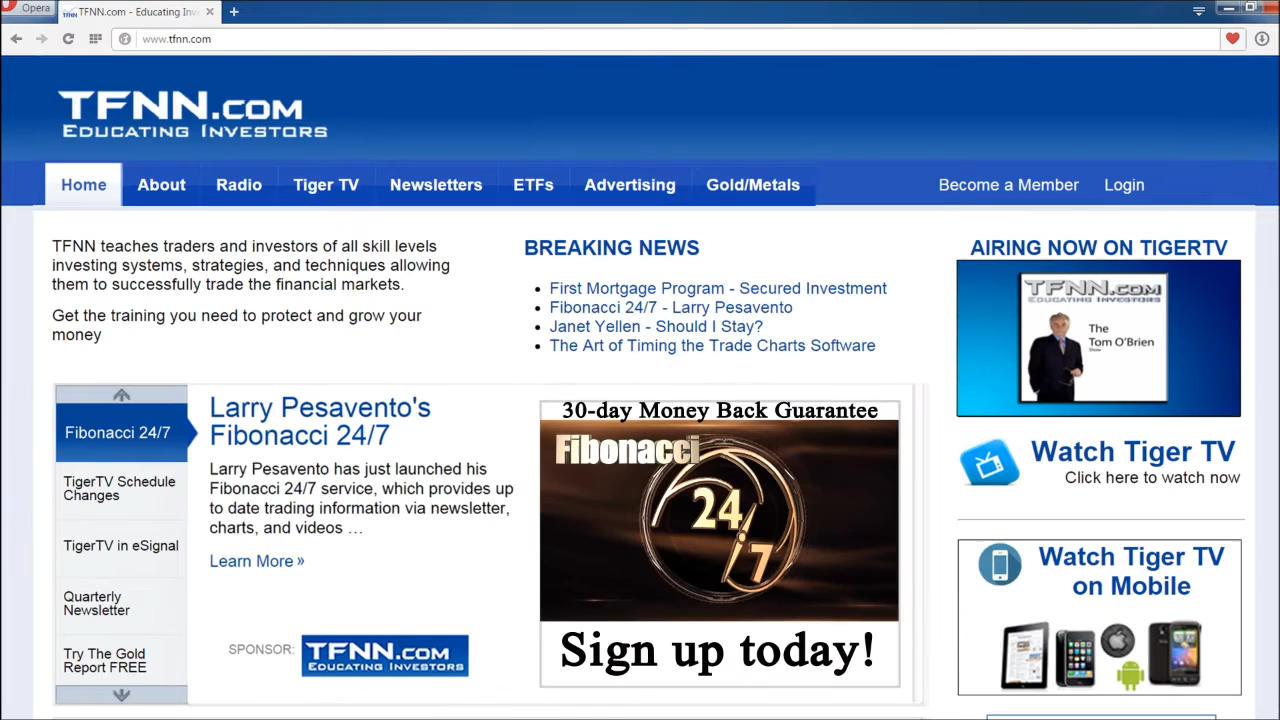 Opera
TFNN.com - Educating Inv
www.tfnn.com
TFNN.com
Educating Investors
Home
About
Radio
Tiger TV
Newsletters
ETFs
Advertising
Gold/Metals
Become a Member
Login
TFNN teaches traders and investors of all skill levels
investing systems, strategies, and techniques allowing
them to successfully trade the financial markets.
Get the training you need to protect and grow your
money
BREAKING NEWS
First Mortgage Program - Secured Investment
Fibonacci 24/7 - Larry Pesavento
Janet Yellen - Should I Stay?
The Art of Timing the Trade Charts Software
AIRING NOW ON TIGERTV
TFNN.com
Educating Investors
The
Tom O'Brien
Show
Watch Tiger TV
Click here to watch now
Watch Tiger TV
on Mobile
Fibonacci 24/7
TigerTV Schedule
Changes
TigerTV in eSignal
Quarterly
Newsletter
Try The Gold
Report FREE
Larry Pesavento's
Fibonacci 24/7
Larry Pesavento has just launched his
Fibonacci 24/7 service, which provides up
to date trading information via newsletter,
charts, and videos …
Learn More »
SPONSOR:
TFNN.com
Educating Investors
30-day Money Back Guarantee
Fibonacci
24
7
Sign up today!